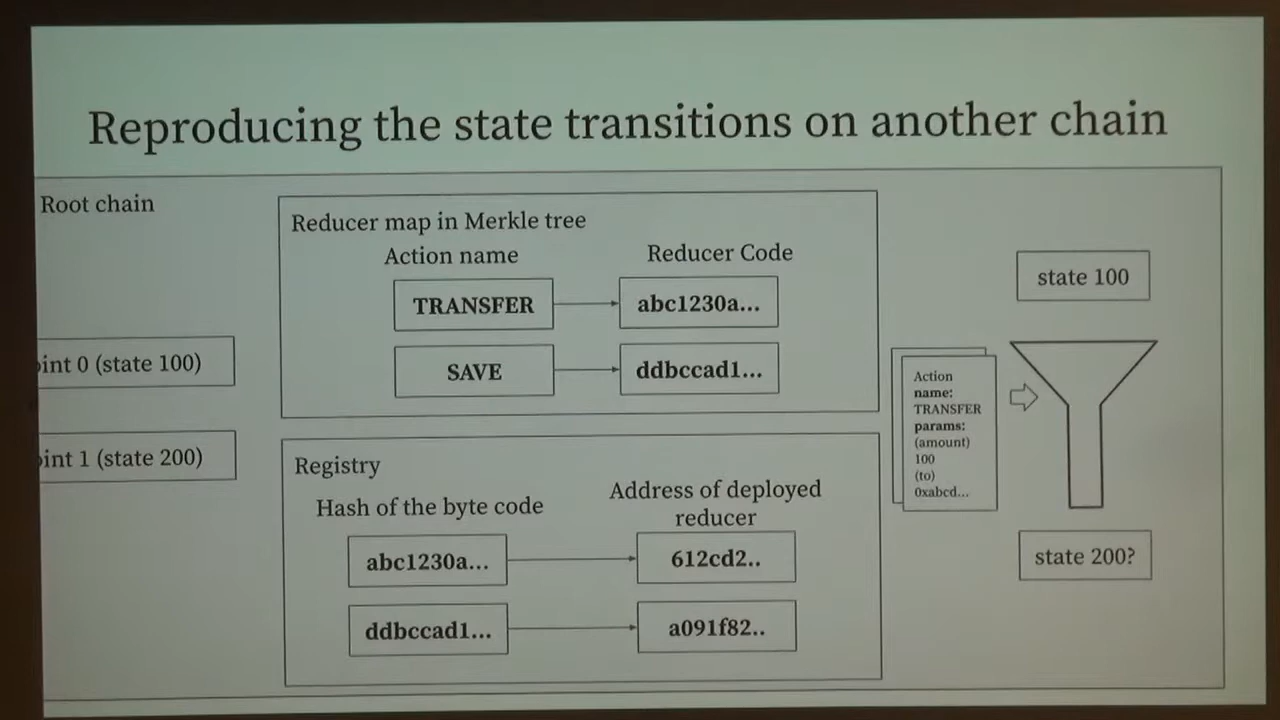 Reproducing the state transitions on another chain
Root chain
int 0 (state 100)
int 1 (state 200)
Reducer map in Merkle tree
Action name
Reducer Code
TRANSFER
abc1230a...
SAVE
ddbccad1...
Registry
Hash of the byte code
Address of deployed
reducer
abc1230a...
612cd2..
ddbccad1...
a091f82..
Action
name:
TRANSFER
params:
(amount)
100
(to)
0xabcd...
state 100
state 200?